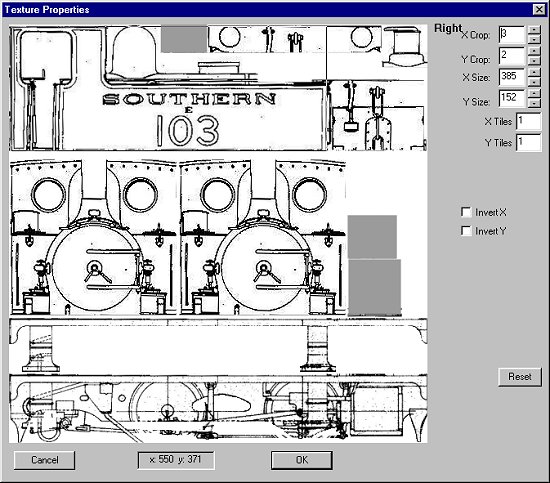 Texture Properties
Right
X Crop: 3
Y Crop: 2
X Size: 385
Y Size: 152
X Tiles 1
Y Tiles 1
SOUTHERN
E
103
Invert X
Invert Y
Reset
Cancel
x: 550 y: 371
OK